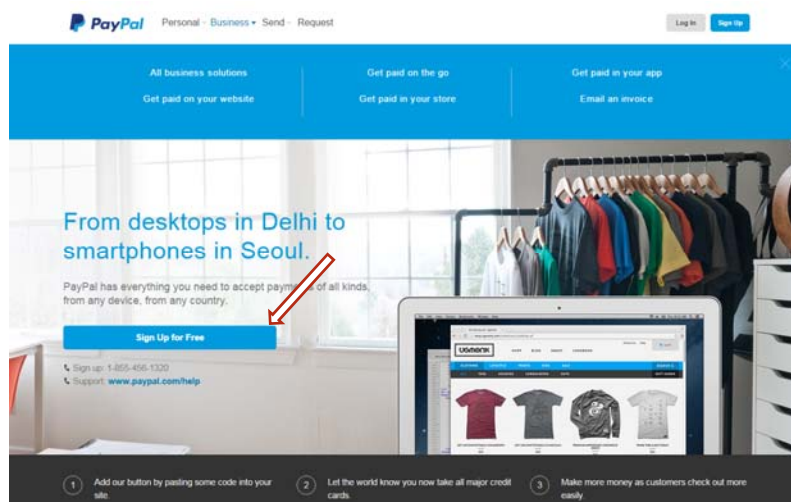 PayPal Personal Business Send Request Log In Sign Up
All business solutions Get paid on the go Get paid in your app
Get paid on your website Get paid in your store Email an invoice
From desktops in Delhi to
smartphones in Seoul.
PayPal has everything you need to accept payments of all kinds,
from any device, from any country.
Sign Up for Free
Sign up: 1-855-456-1320
Support: www.paypal.com/help
UGMONK
1 Add our button by pasting some code into your
site.
2 Let the world know you now take all major credit
cards.
3 Make more money as customers check out more
easily.